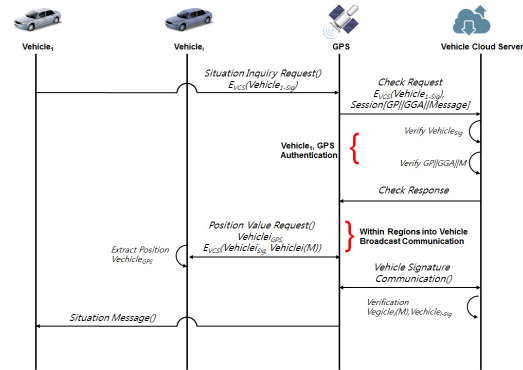 Vehicle1
Vehiclei
GPS
Vehicle Cloud Server
Situation Inquiry Request()
EVCS(Vehicle1-Sig)
Check Request
EVCS(Vehicle1-Sig),
Session[GP||GGA||Message]
Verify VehicleSig
Vehicle1, GPS
Authentication
Verify GP||GGA||M
Check Response
Position Value Request()
VehicleiGPS,
EVCS(VehicleiSig, Vehiclei(M))
Within Regions into Vehicle
Broadcast Communication
Extract Position
VechicleGPS
Vehicle Signature
Communication()
Verification
Vegicle(M),Vechiclei-Sig
Situation Message()